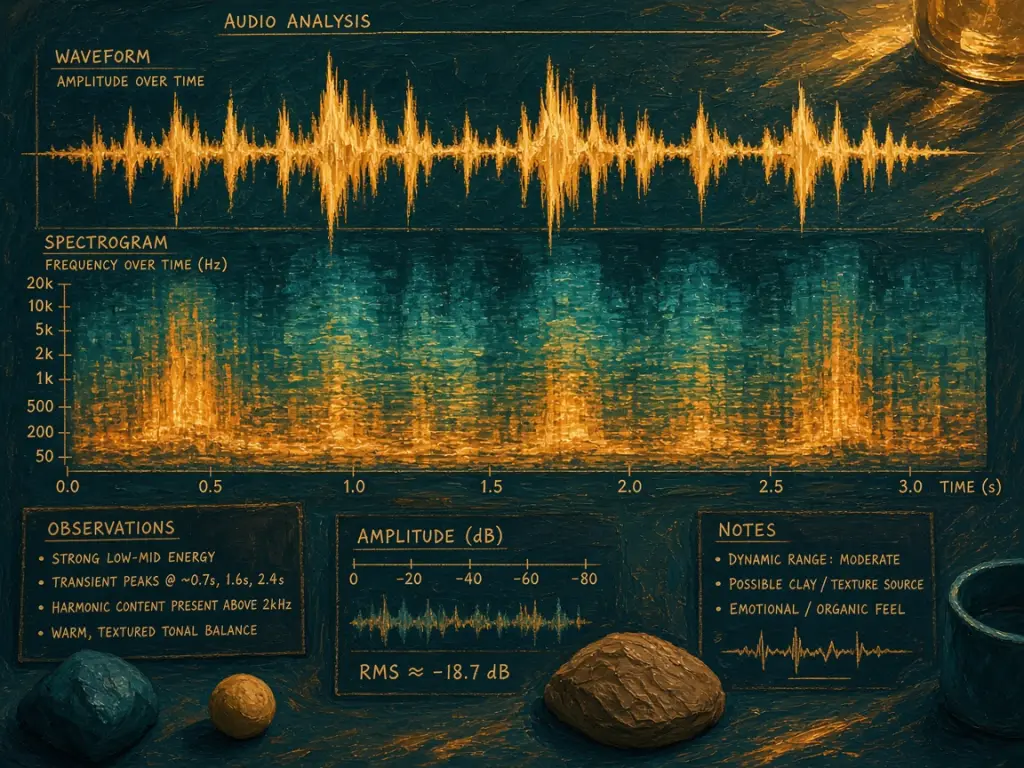 AUDIO ANALYSIS
WAVEFORM
AMPLITUDE OVER TIME
SPECTROGRAM
FREQUENCY OVER TIME (Hz)
20k
10k
5k
2k
1k
500
200
50
0.0 0.5 1.0 1.5 2.0 2.5 3.0 TIME (s)
OBSERVATIONS
• STRONG LOW-MID ENERGY
• TRANSIENT PEAKS @ ~0.7s, 1.6s, 2.4s
• HARMONIC CONTENT PRESENT ABOVE 2kHz
• WARM, TEXTURED TONAL BALANCE
AMPLITUDE (dB)
0 -20 -40 -60 -80
RMS ≈ -18.7 dB
NOTES
• DYNAMIC RANGE: MODERATE
• POSSIBLE CLAY / TEXTURE SOURCE
• EMOTIONAL / ORGANIC FEEL